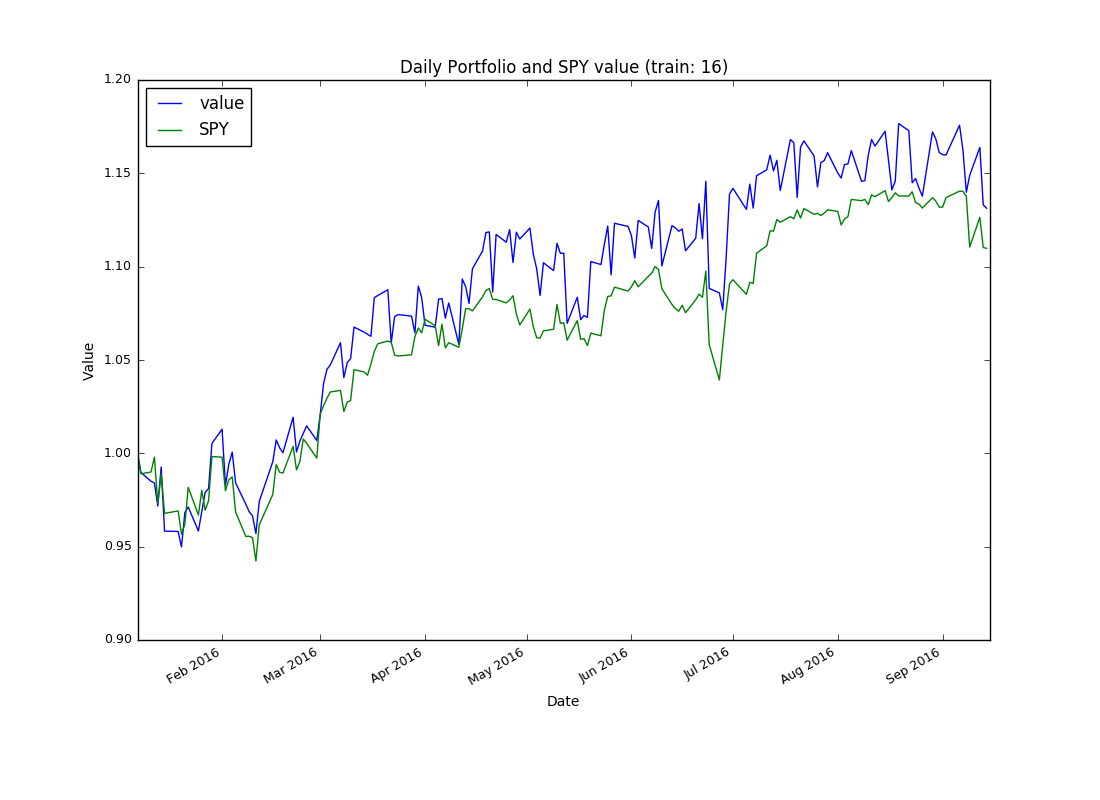 Daily Portfolio and SPY value (train: 16)
1.20
value
SPY
1.15
1.10
1.05
1.00
0.95
0.90
Value
Feb 2016
Mar 2016
Apr 2016
May 2016
Jun 2016
Jul 2016
Aug 2016
Sep 2016
Date